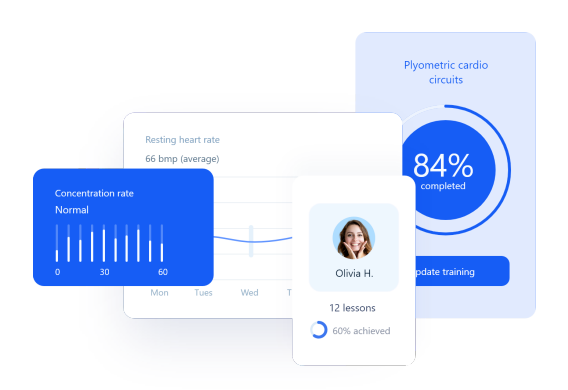 Plyometric cardio
circuits
84%
completed
pdate training
Resting heart rate
66 bmp (average)
Mon Tues Wed T
Concentration rate
Normal
0 30 60
Olivia H.
12 lessons
60% achieved